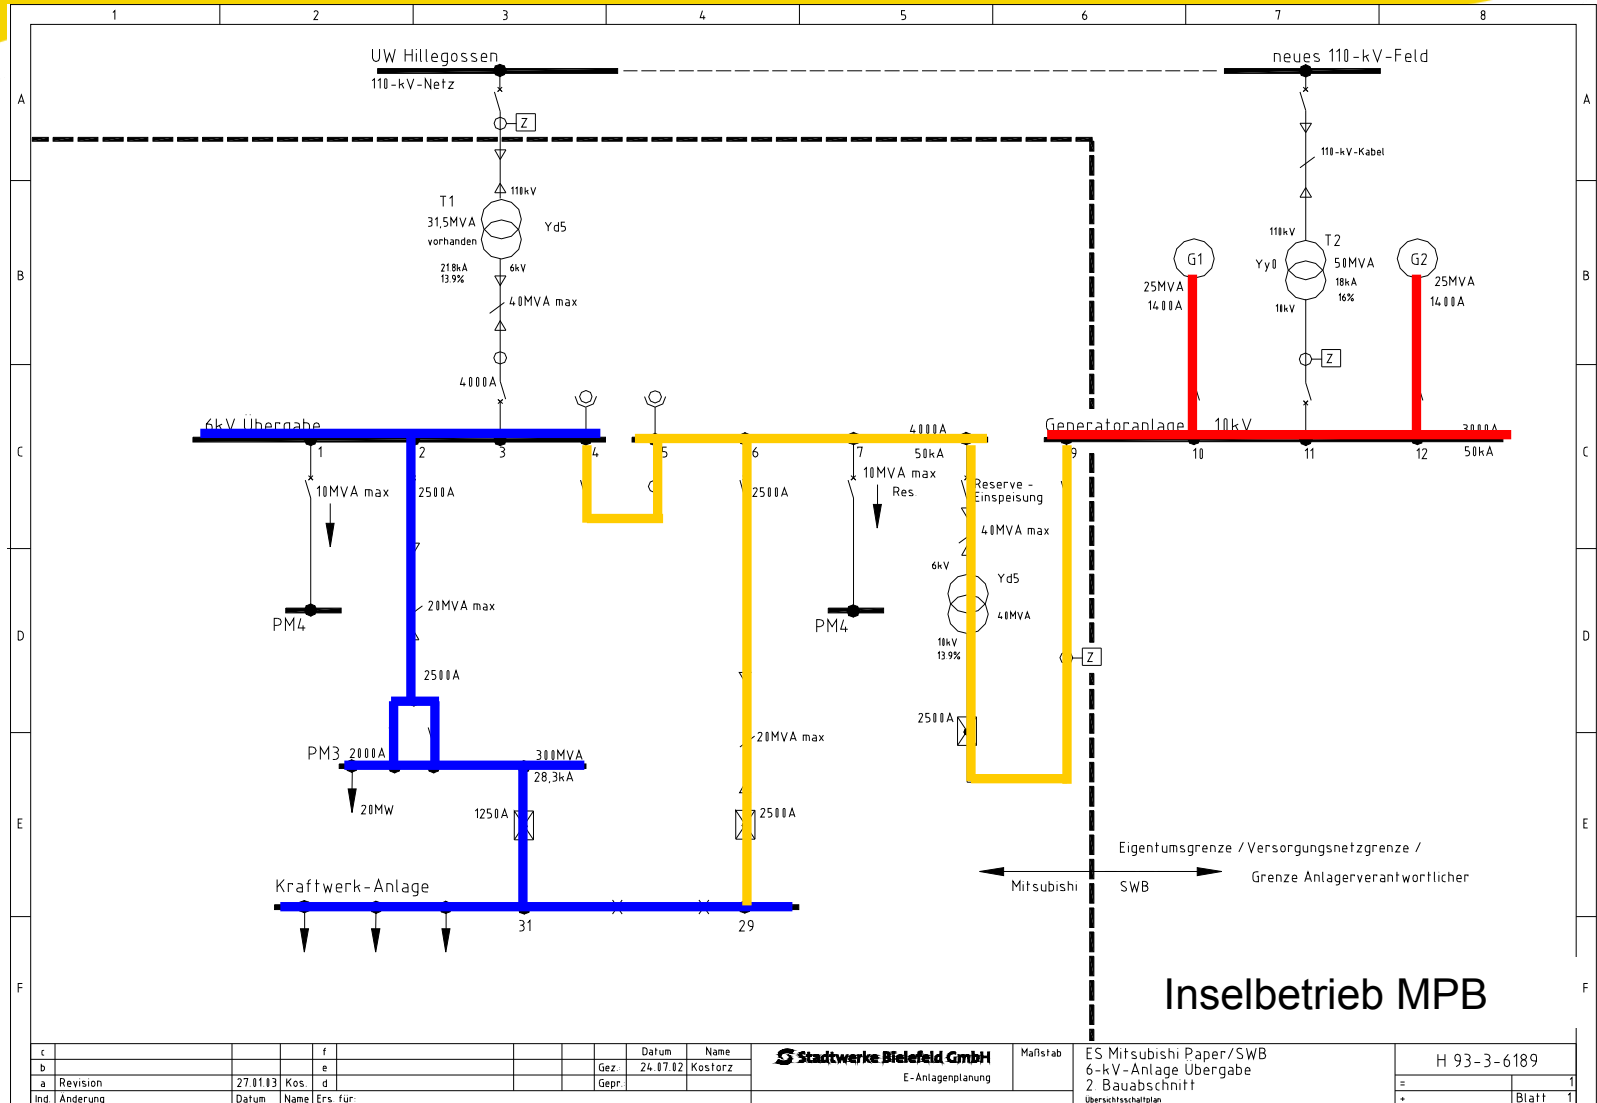 1 2 3 4 5 6 7 8
UW Hillegossen
110-kV-Netz
neues 110-kV-Feld
A A
Z
110-kV-Kabel
110kV
T1
31,5MVA
vorhanden
Yd5
21.8kA
13.9%
6kV
40MVA max
4000A
B B
G1
25MVA
1400A
110kV
T2
Yy0
50MVA
18kA
16%
10kV
G2
25MVA
1400A
Z
6kV Übergabe
4000A
50kA
Generatoranlage 10kV
3000A
50kA
C C
1 2 3 4 5 6 7 9 10 11 12
10MVA max
2500A
2500A
10MVA max
Res.
Reserve-
Einspeisung
40MVA max
6kV
Yd5
40MVA
10kV
13.9%
Z
D D
PM4
20MVA max
2500A
PM4
2500A
PM3 2000A
300MVA
28,3kA
20MVA max
20MW
1250A
2500A
E E
Eigentumsgrenze / Versorgungsnetzgrenze /
Grenze Anlagerverantwortlicher
Mitsubishi SWB
Kraftwerk-Anlage
31 29
F F
Inselbetrieb MPB
c f
b e
a Revision 27.01.03 Kos. d
Ind. Änderung Datum Name Ers. für:
Datum Name
Gez.: 24.07.02 Kostorz
Gepr.:
Stadtwerke Bielefeld GmbH
E-Anlagenplanung
Maßstab
ES Mitsubishi Paper/SWB
6-kV-Anlage Übergabe
2. Bauabschnitt
Übersichtsschaltplan
H 93-3-6189
= 1
+ Blatt 1